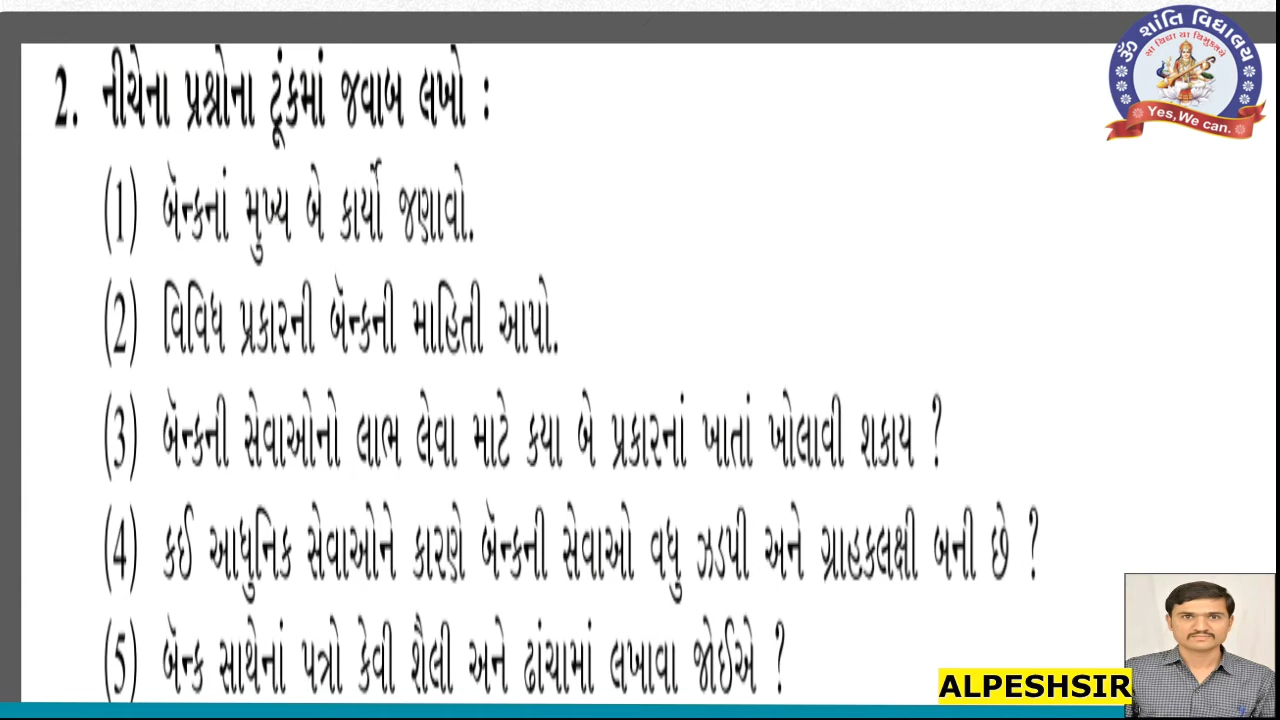 ૐ શાંતિ વિદ્યાલય
સા વિદ્યા યા વિમુક્તયે
Yes, We can.
2. નીચેના પ્રશ્નોના ટૂંકમાં જવાબ લખો :
(1) બૅન્કનાં મુખ્ય બે કાર્યો જણાવો.
(2) વિવિધ પ્રકારની બૅન્કની માહિતી આપો.
(3) બૅન્કની સેવાઓનો લાભ લેવા માટે કયા બે પ્રકારનાં ખાતાં ખોલાવી શકાય ?
(4) કઈ આધુનિક સેવાઓને કારણે બૅન્કની સેવાઓ વધુ ઝડપી અને ગ્રાહકલક્ષી બની છે ?
(5) બૅન્ક સાથેનાં પત્રો કેવી શૈલી અને ઢાંચામાં લખાવા જોઈએ ?
ALPESHSIR